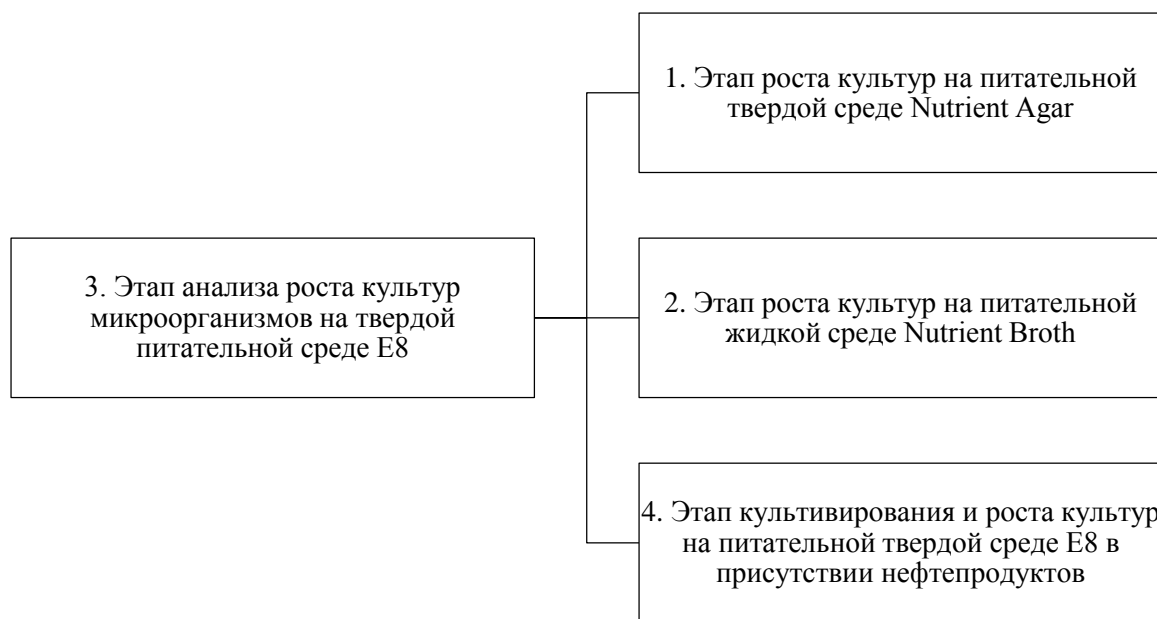 1. Этап роста культур на питательной
твердой среде Nutrient Agar
3. Этап анализа роста культур
микроорганизмов на твердой
питательной среде Е8
2. Этап роста культур на питательной
жидкой среде Nutrient Broth
4. Этап культивирования и роста культур
на питательной твердой среде Е8 в
присутствии нефтепродуктов